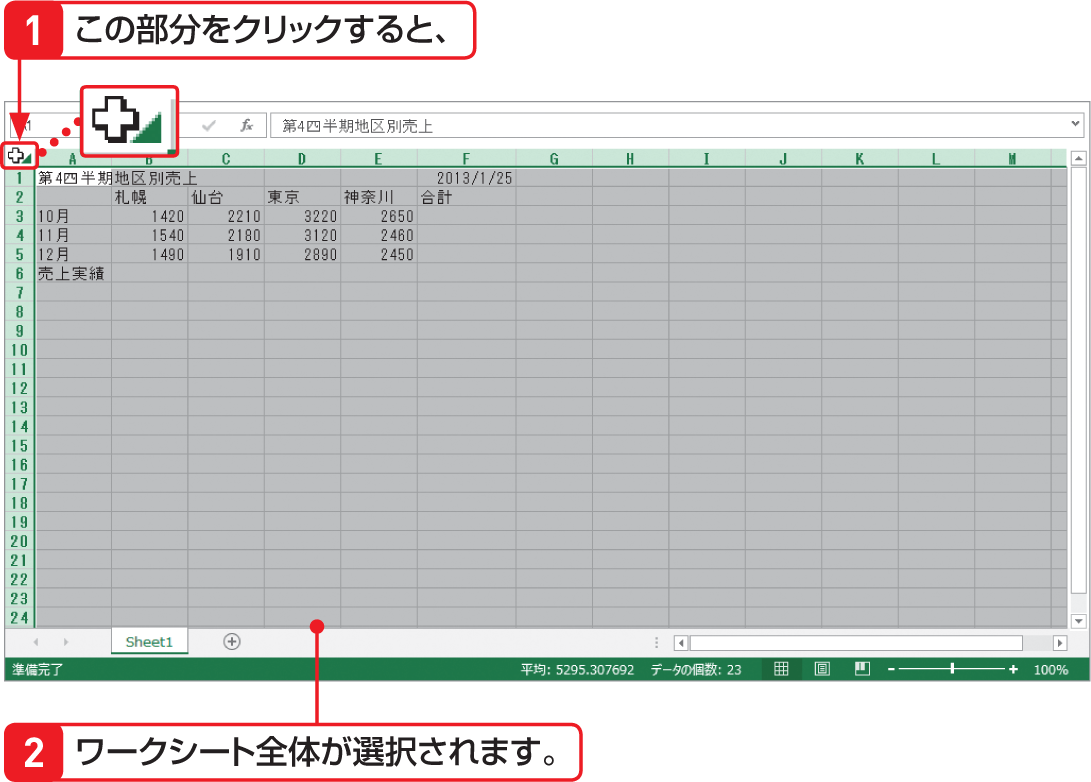 1 この部分をクリックすると、
第4四半期地区別売上
A B C D E F G H I J K L M
1 第4四半期地区別売上 2013/1/25
2 札幌 仙台 東京 神奈川 合計
3 10月 1420 2210 3220 2650
4 11月 1540 2180 3120 2460
5 12月 1490 1910 2890 2450
6 売上実績
7
8
9
10
11
12
13
14
15
16
17
18
19
20
21
22
23
24
Sheet1
準備完了 平均: 5295.307692 データの個数: 23 100%
2 ワークシート全体が選択されます。